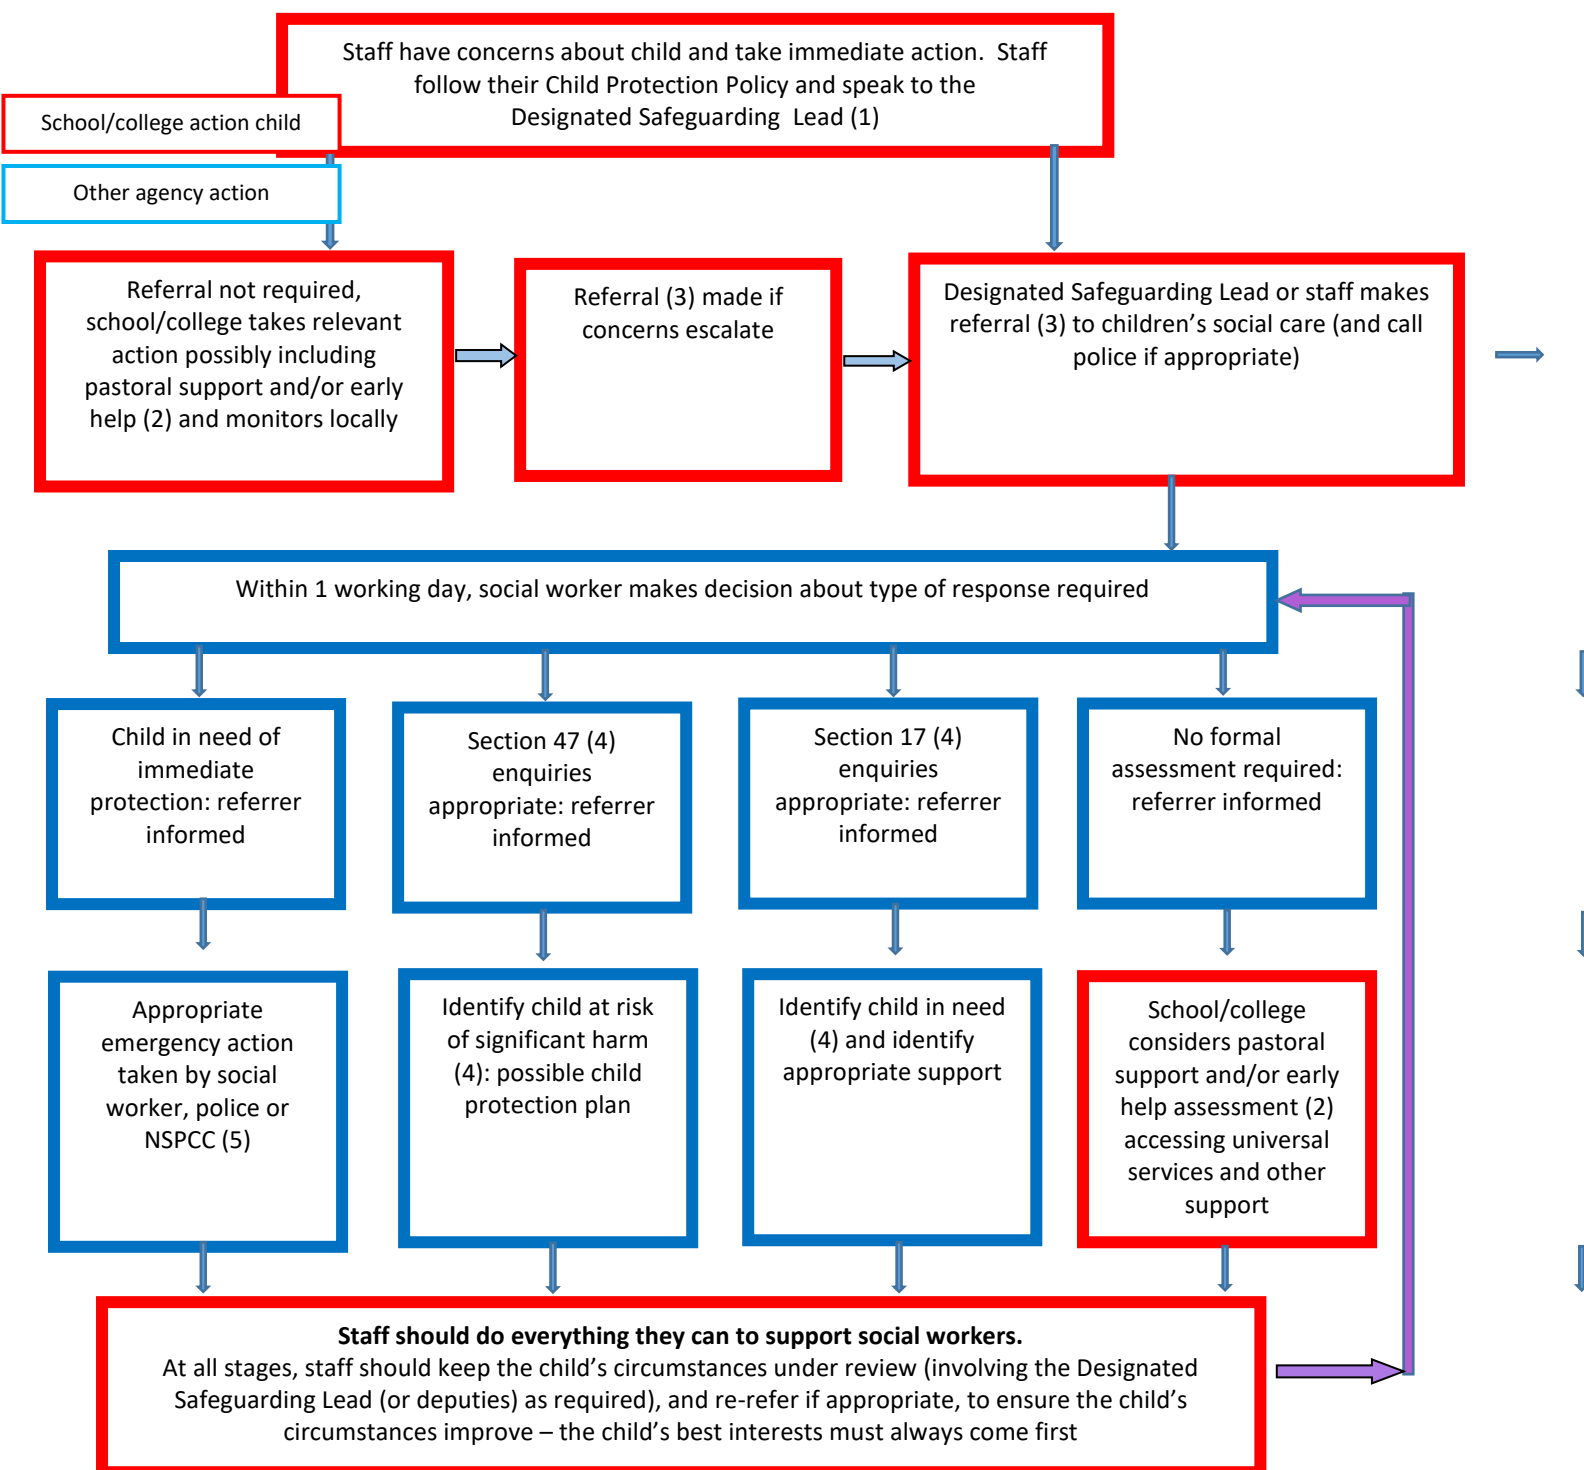 Staff have concerns about child and take immediate action.  Staff
follow their Child Protection Policy and speak to the
Designated Safeguarding  Lead (1)
School/college action child
Other agency action
Referral not required,
school/college takes relevant
action possibly including
pastoral support and/or early
help (2) and monitors locally
Referral (3) made if
concerns escalate
Designated Safeguarding Lead or staff makes
referral (3) to children’s social care (and call
police if appropriate)
Within 1 working day, social worker makes decision about type of response required
Child in need of
immediate
protection: referrer
informed
Section 47 (4)
enquiries
appropriate: referrer
informed
Section 17 (4)
enquiries
appropriate: referrer
informed
No formal
assessment required:
referrer informed
Appropriate
emergency action
taken by social
worker, police or
NSPCC (5)
Identify child at risk
of significant harm
(4): possible child
protection plan
Identify child in need
(4) and identify
appropriate support
School/college
considers pastoral
support and/or early
help assessment (2)
accessing universal
services and other
support
Staff should do everything they can to support social workers.
At all stages, staff should keep the child’s circumstances under review (involving the Designated
Safeguarding Lead (or deputies) as required), and re-refer if appropriate, to ensure the child’s
circumstances improve – the child’s best interests must always come first